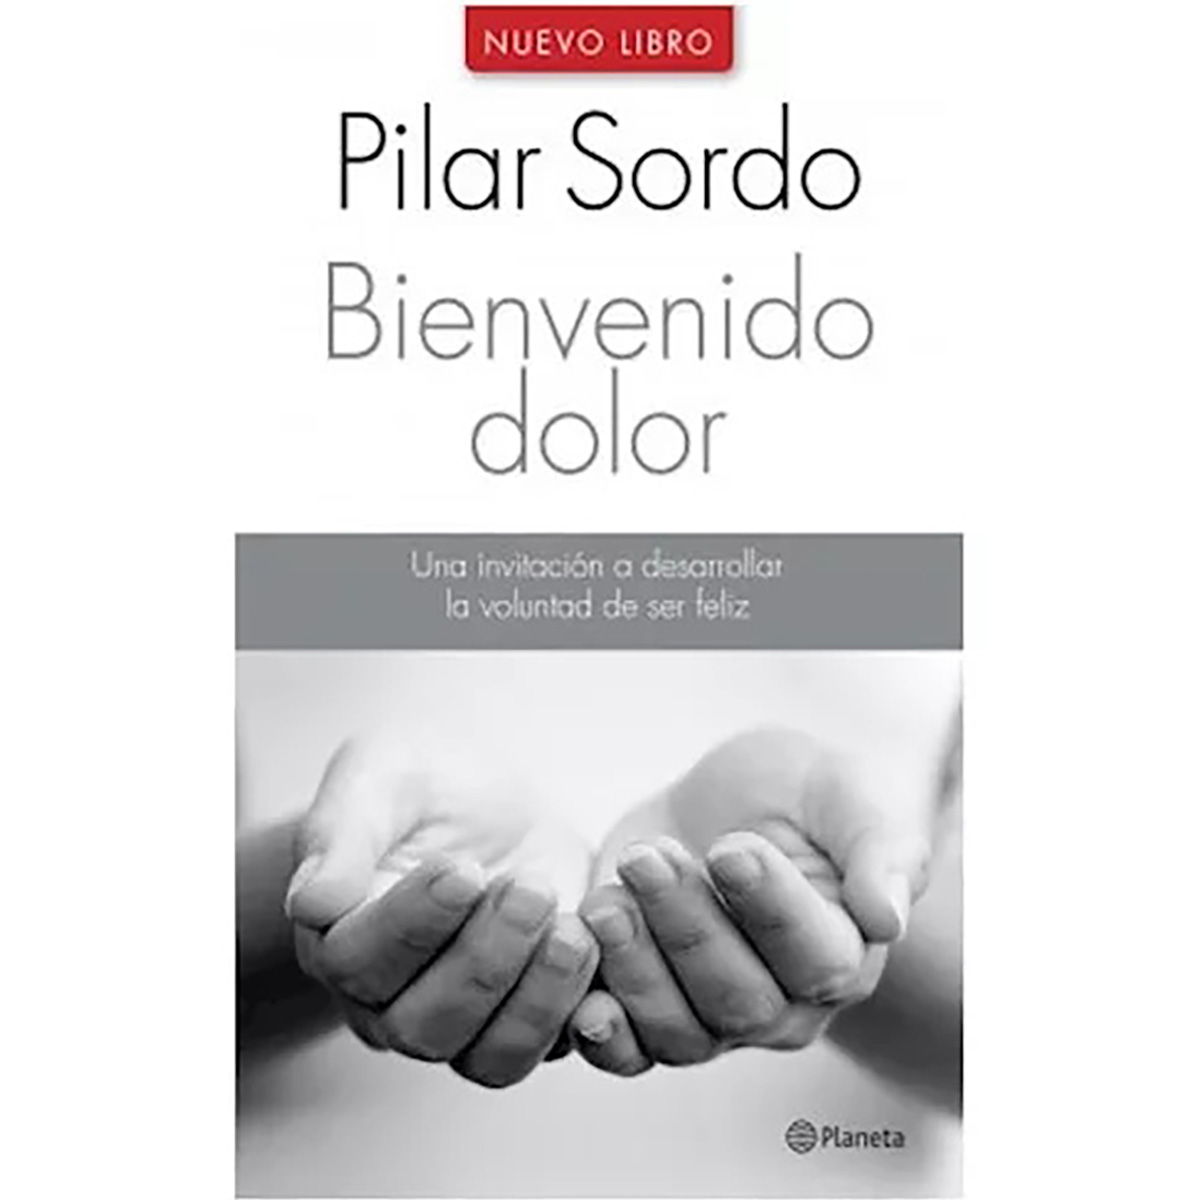 NUEVO LIBRO
Pilar Sordo
Bienvenido
dolor
Una invitación a desarrollar
la voluntad de ser feliz
Planeta